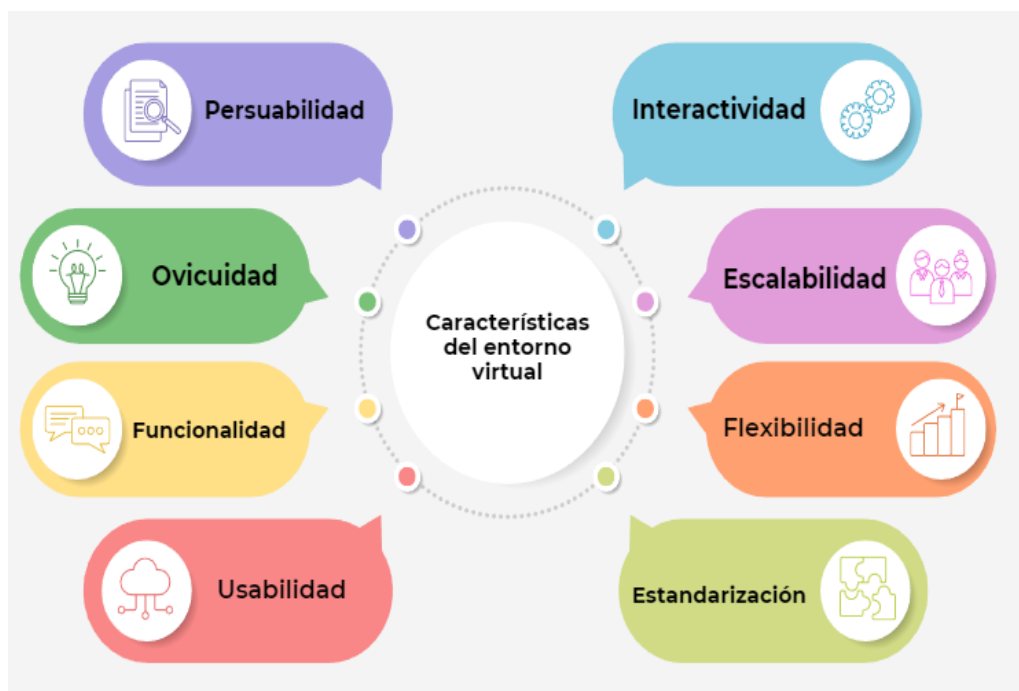 Persuabilidad
Interactividad
Ovicuidad
Escalabilidad
Características
del entorno
virtual
Funcionalidad
Flexibilidad
Usabilidad
Estandarización